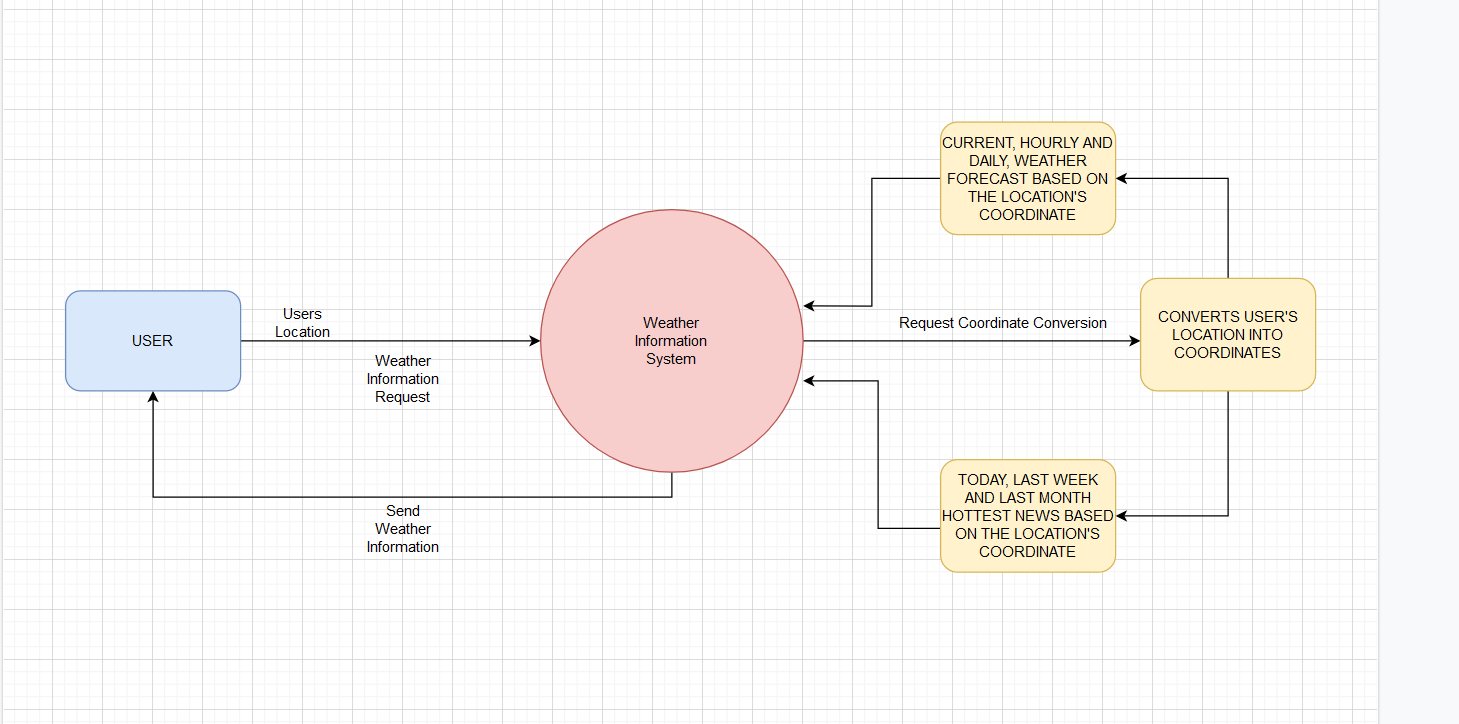 USER
Users
Location
Weather
Information
Request
Send
Weather
Information
Weather
Information
System
Request Coordinate Conversion
CURRENT, HOURLY AND
DAILY, WEATHER
FORECAST BASED ON
THE LOCATION'S
COORDINATE
CONVERTS USER'S
LOCATION INTO
COORDINATES
TODAY, LAST WEEK
AND LAST MONTH
HOTTEST NEWS BASED
ON THE LOCATION'S
COORDINATE